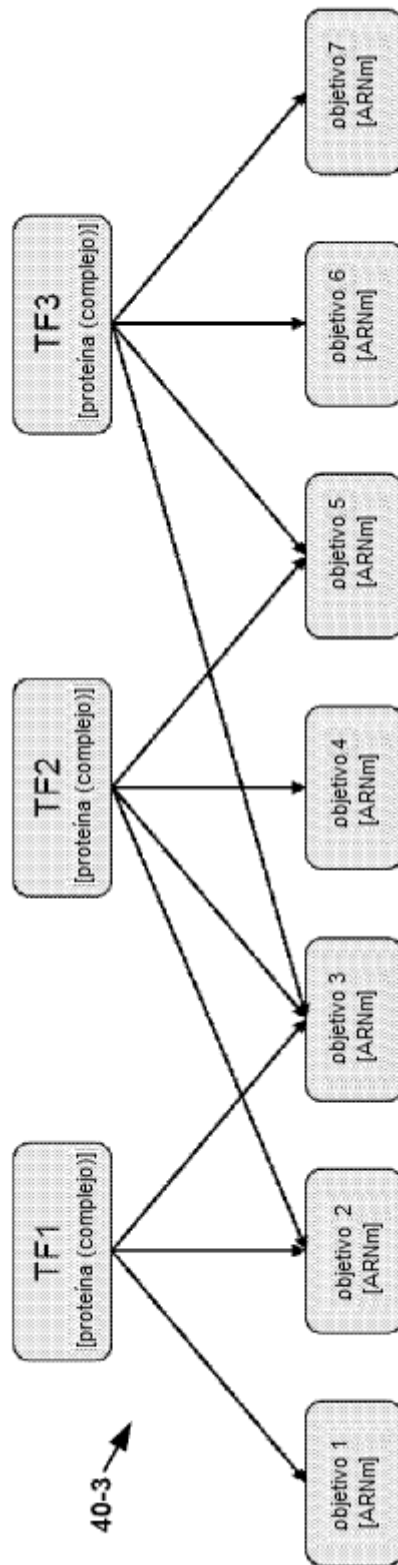 40-3
TF1
[proteína (complejo)]
TF2
[proteína (complejo)]
TF3
[proteína (complejo)]
objetivo 1
[ARNm]
objetivo 2
[ARNm]
objetivo 3
[ARNm]
objetivo 4
[ARNm]
objetivo 5
[ARNm]
objetivo 6
[ARNm]
objetivo7
[ARNm]